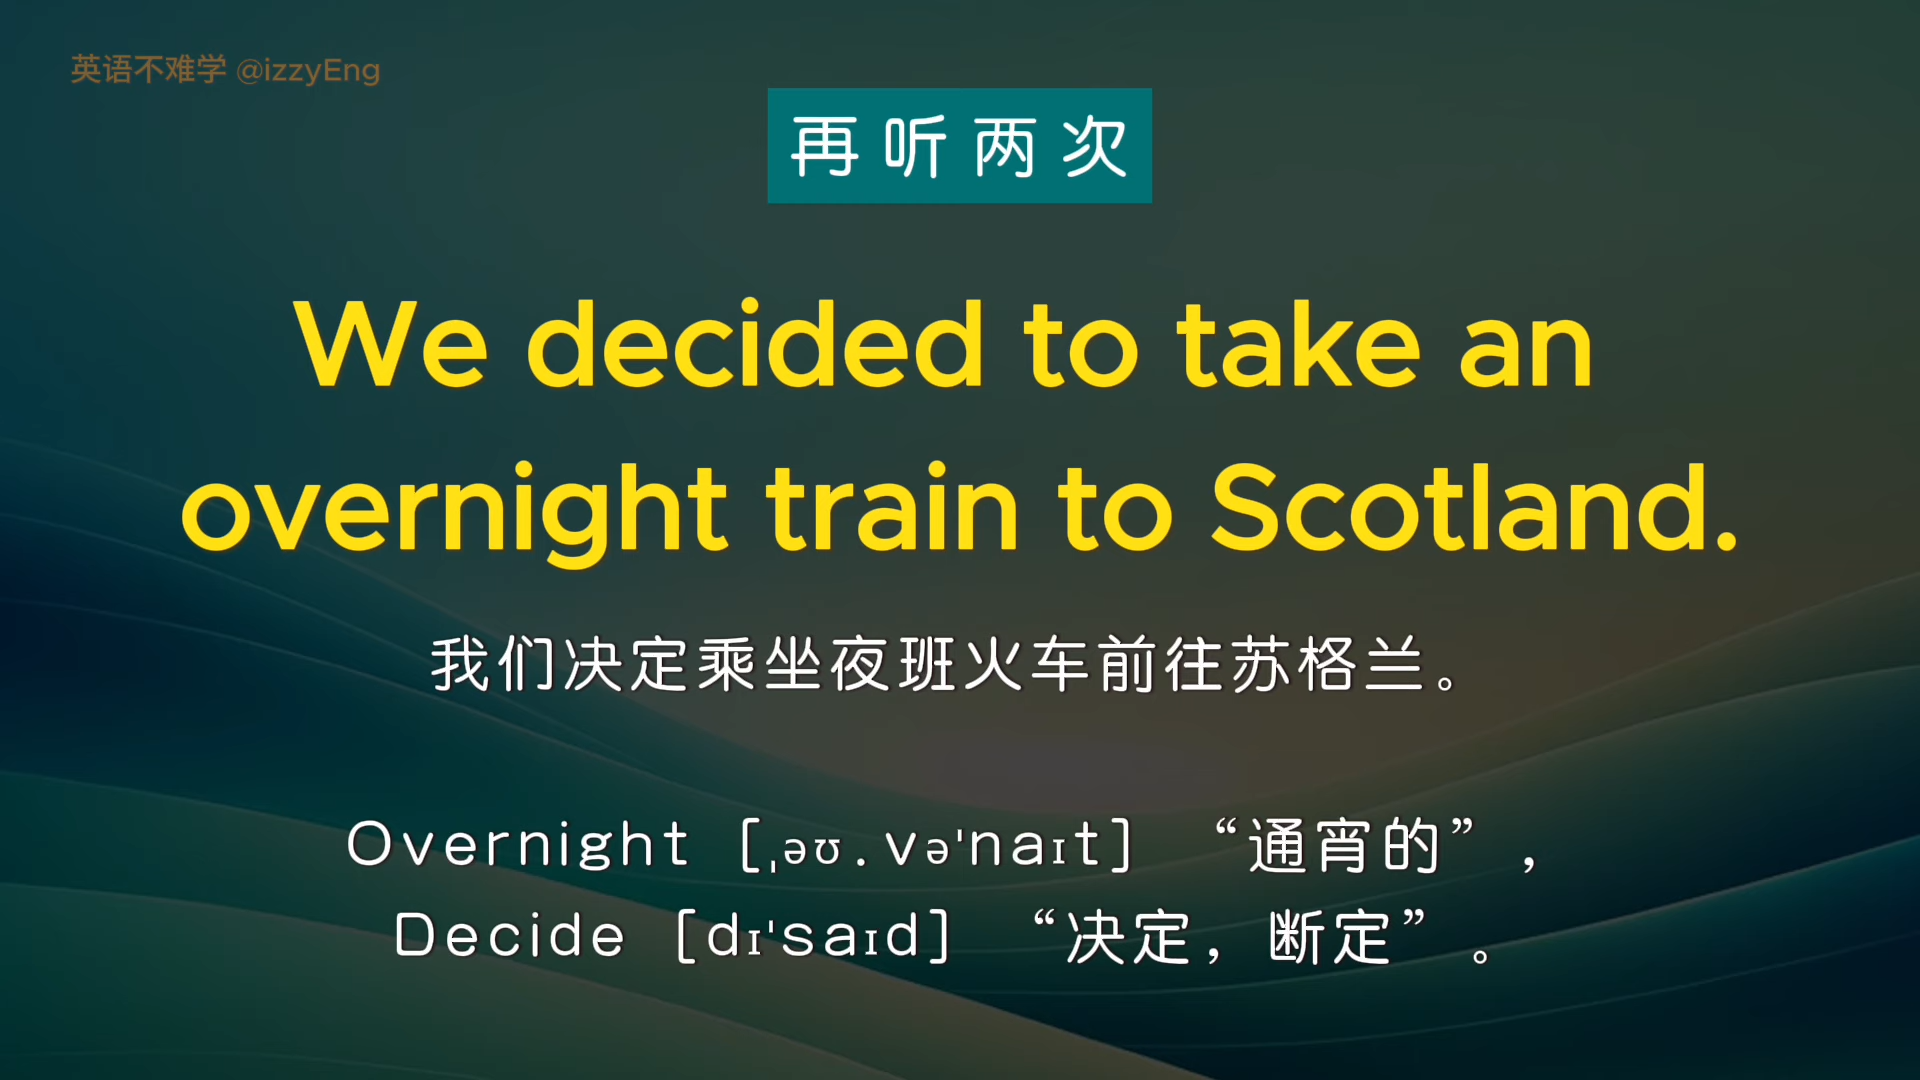 英语不难学 @izzyEng
再听两次
We decided to take an
overnight train to Scotland.
我们决定乘坐夜班火车前往苏格兰。
Overnight [ˌəʊ.vəˈnaɪt] “通宵的”，
Decide [dɪˈsaɪd] “决定，断定”。